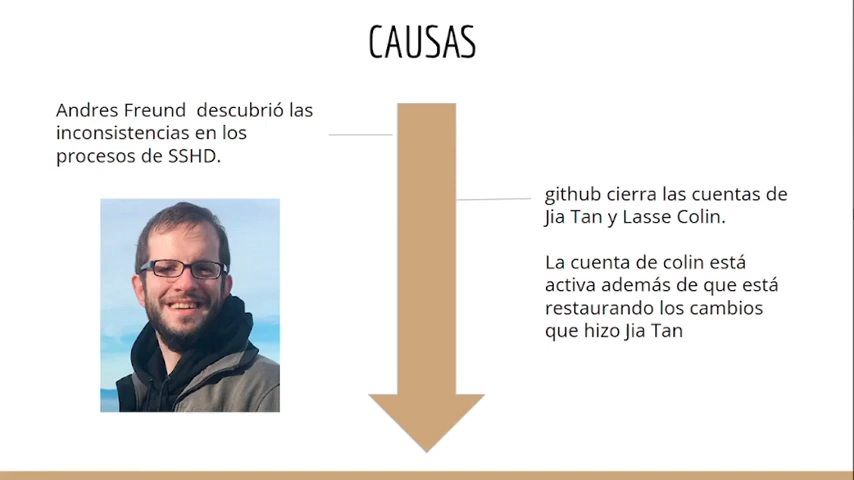 CAUSAS
Andres Freund descubrió las
inconsistencias en los
procesos de SSHD.
github cierra las cuentas de
Jia Tan y Lasse Colin.
La cuenta de colin está
activa además de que está
restaurando los cambios
que hizo Jia Tan